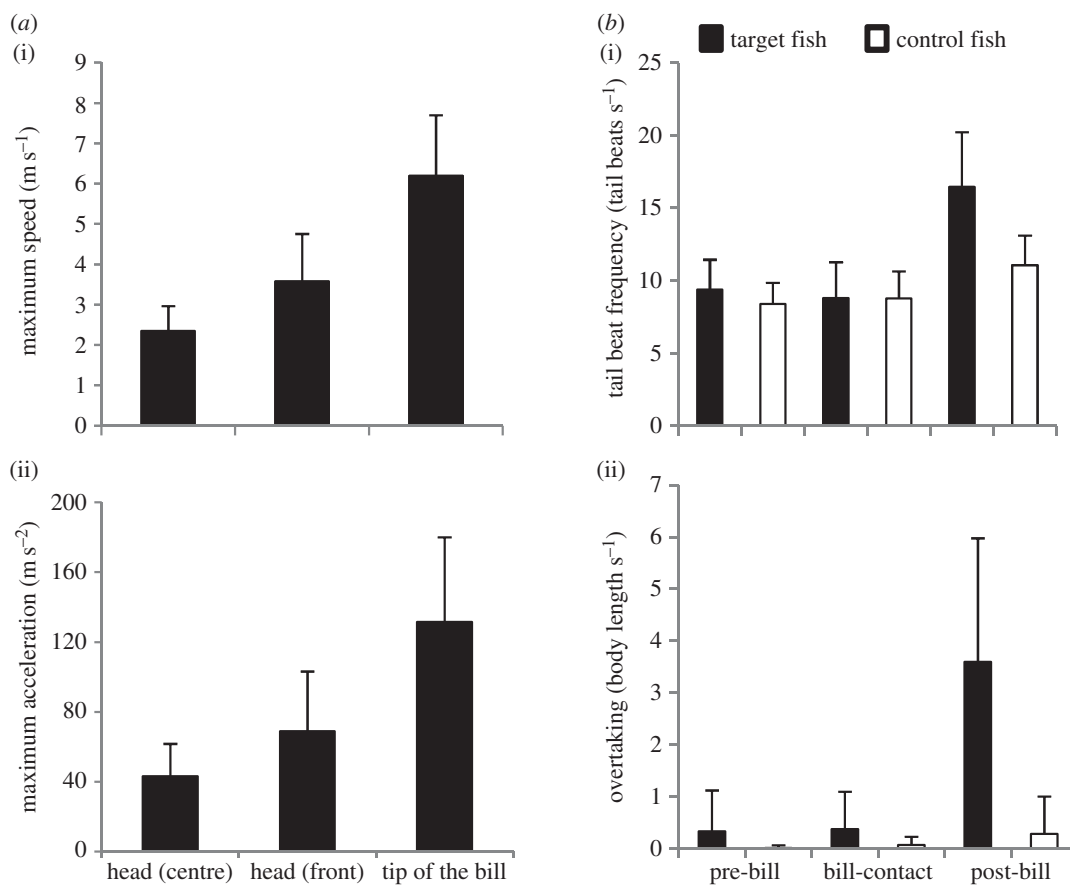 (a)
(i)
9
8
7
6
5
4
3
2
1
0
maximum speed (m s⁻¹)
(ii)
200
160
120
80
40
0
maximum acceleration (m s⁻²)
head (centre) head (front) tip of the bill
(b)
target fish control fish
(i)
25
20
15
10
5
0
tail beat frequency (tail beats s⁻¹)
(ii)
7
6
5
4
3
2
1
0
overtaking (body length s⁻¹)
pre-bill bill-contact post-bill